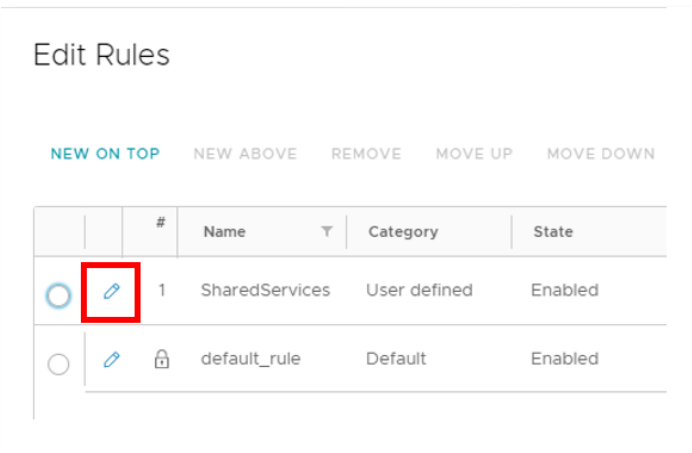 Edit Rules
NEW ON TOP NEW ABOVE REMOVE MOVE UP MOVE DOWN
# Name Category State
1 SharedServices User defined Enabled
default_rule Default Enabled